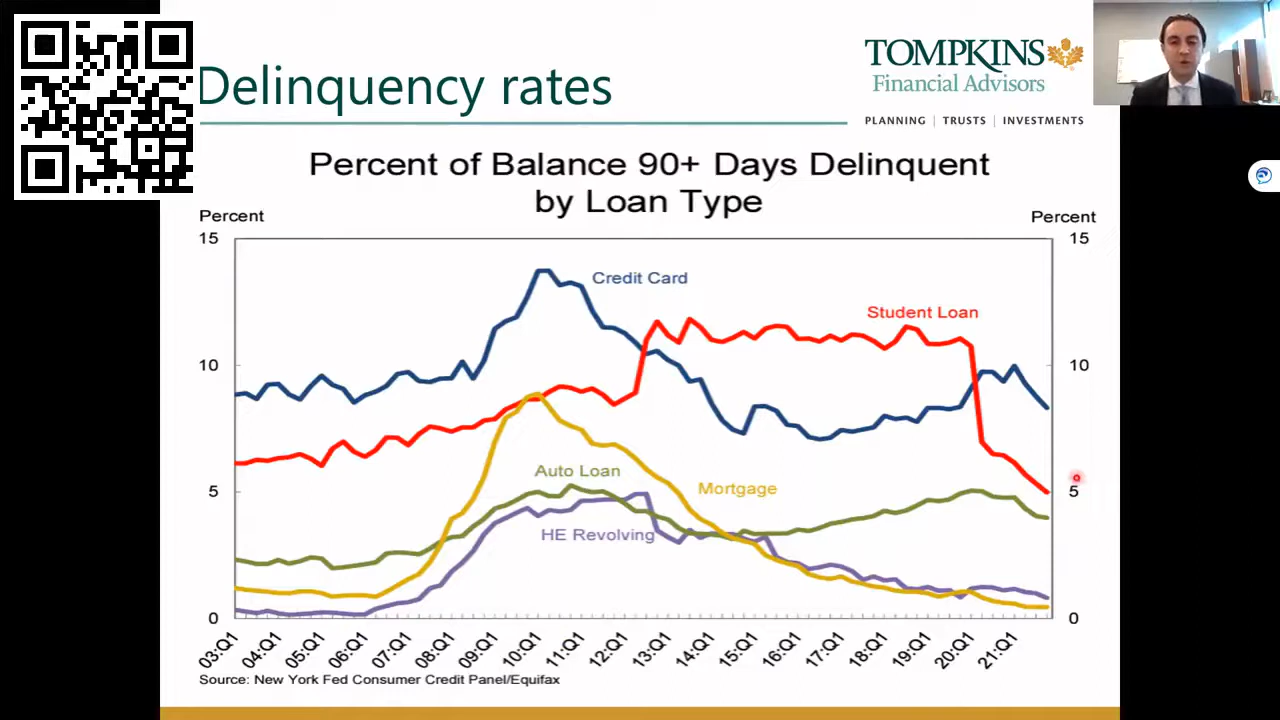 Delinquency rates
TOMPKINS
Financial Advisors
PLANNING | TRUSTS | INVESTMENTS
Percent of Balance 90+ Days Delinquent
by Loan Type
Percent
Percent
15
15
Credit Card
Student Loan
10
10
Auto Loan
Mortgage
5
5
HE Revolving
0
0
03:Q1
04:Q1
05:Q1
06:Q1
07:Q1
08:Q1
09:Q1
10:Q1
11:Q1
12:Q1
13:Q1
14:Q1
15:Q1
16:Q1
17:Q1
18:Q1
19:Q1
20:Q1
21:Q1
Source: New York Fed Consumer Credit Panel/Equifax